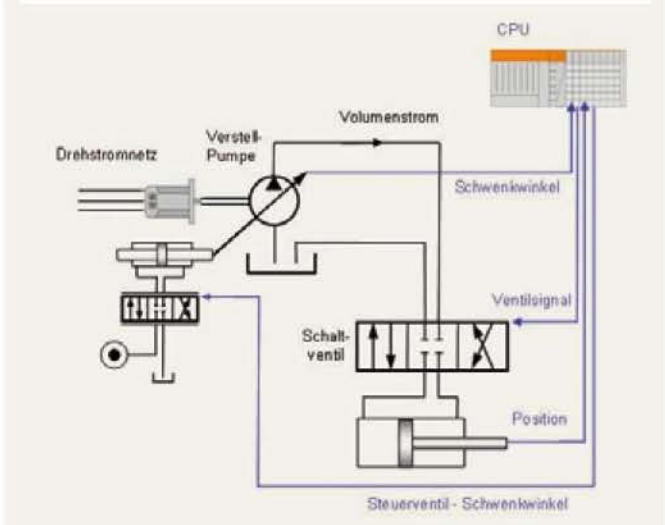 CPU
Volumenstrom
Verstell-
Pumpe
Drehstromnetz
Schwenkwinkel
Ventilsignal
Schalt-
ventil
Position
Steuerventil - Schwenkwinkel